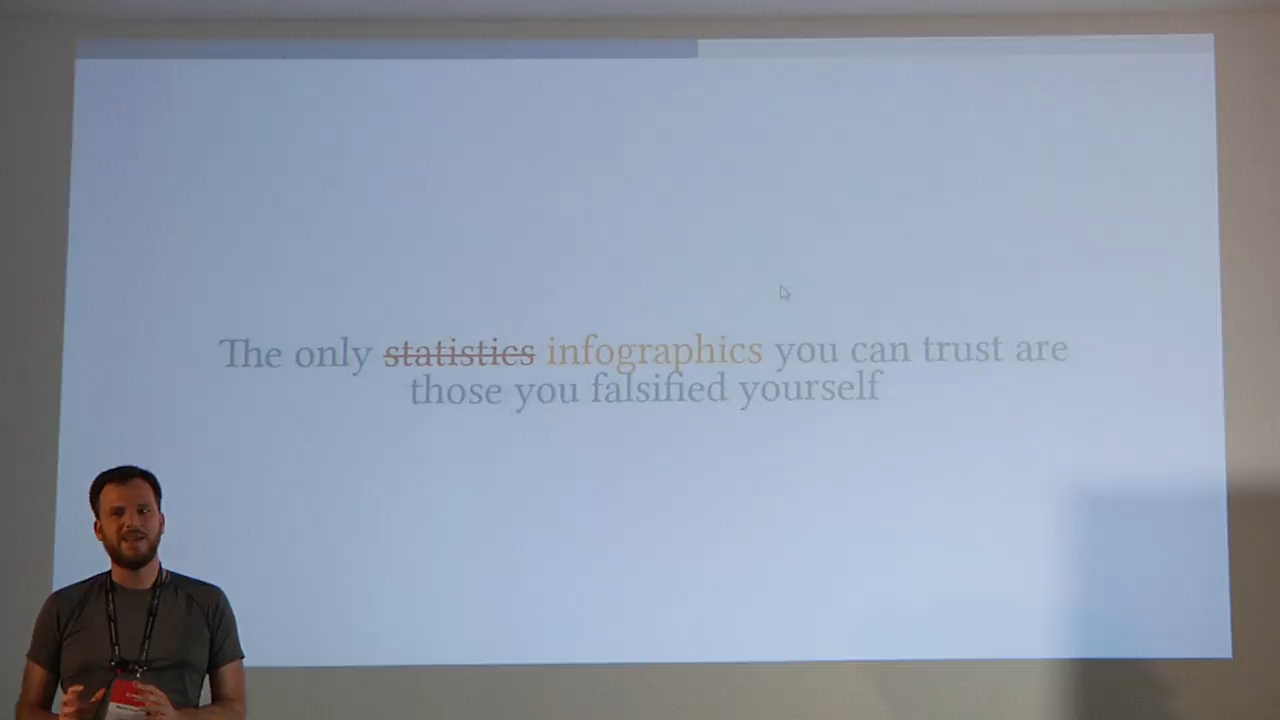 The only statistics infographics you can trust are
those you falsified yourself